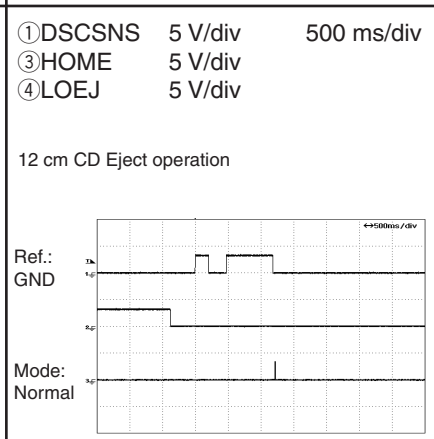 ①DSCSNS 5 V/div 500 ms/div
③HOME 5 V/div
④LOEJ 5 V/div
12 cm CD Eject operation
↔500ms/div
Ref.:
GND
Mode:
Normal